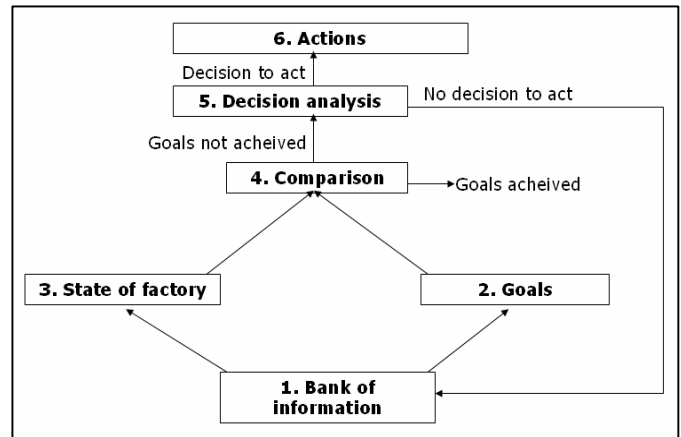 6. Actions
Decision to act
5. Decision analysis
No decision to act
Goals not acheived
4. Comparison
Goals acheived
3. State of factory
2. Goals
1. Bank of
information